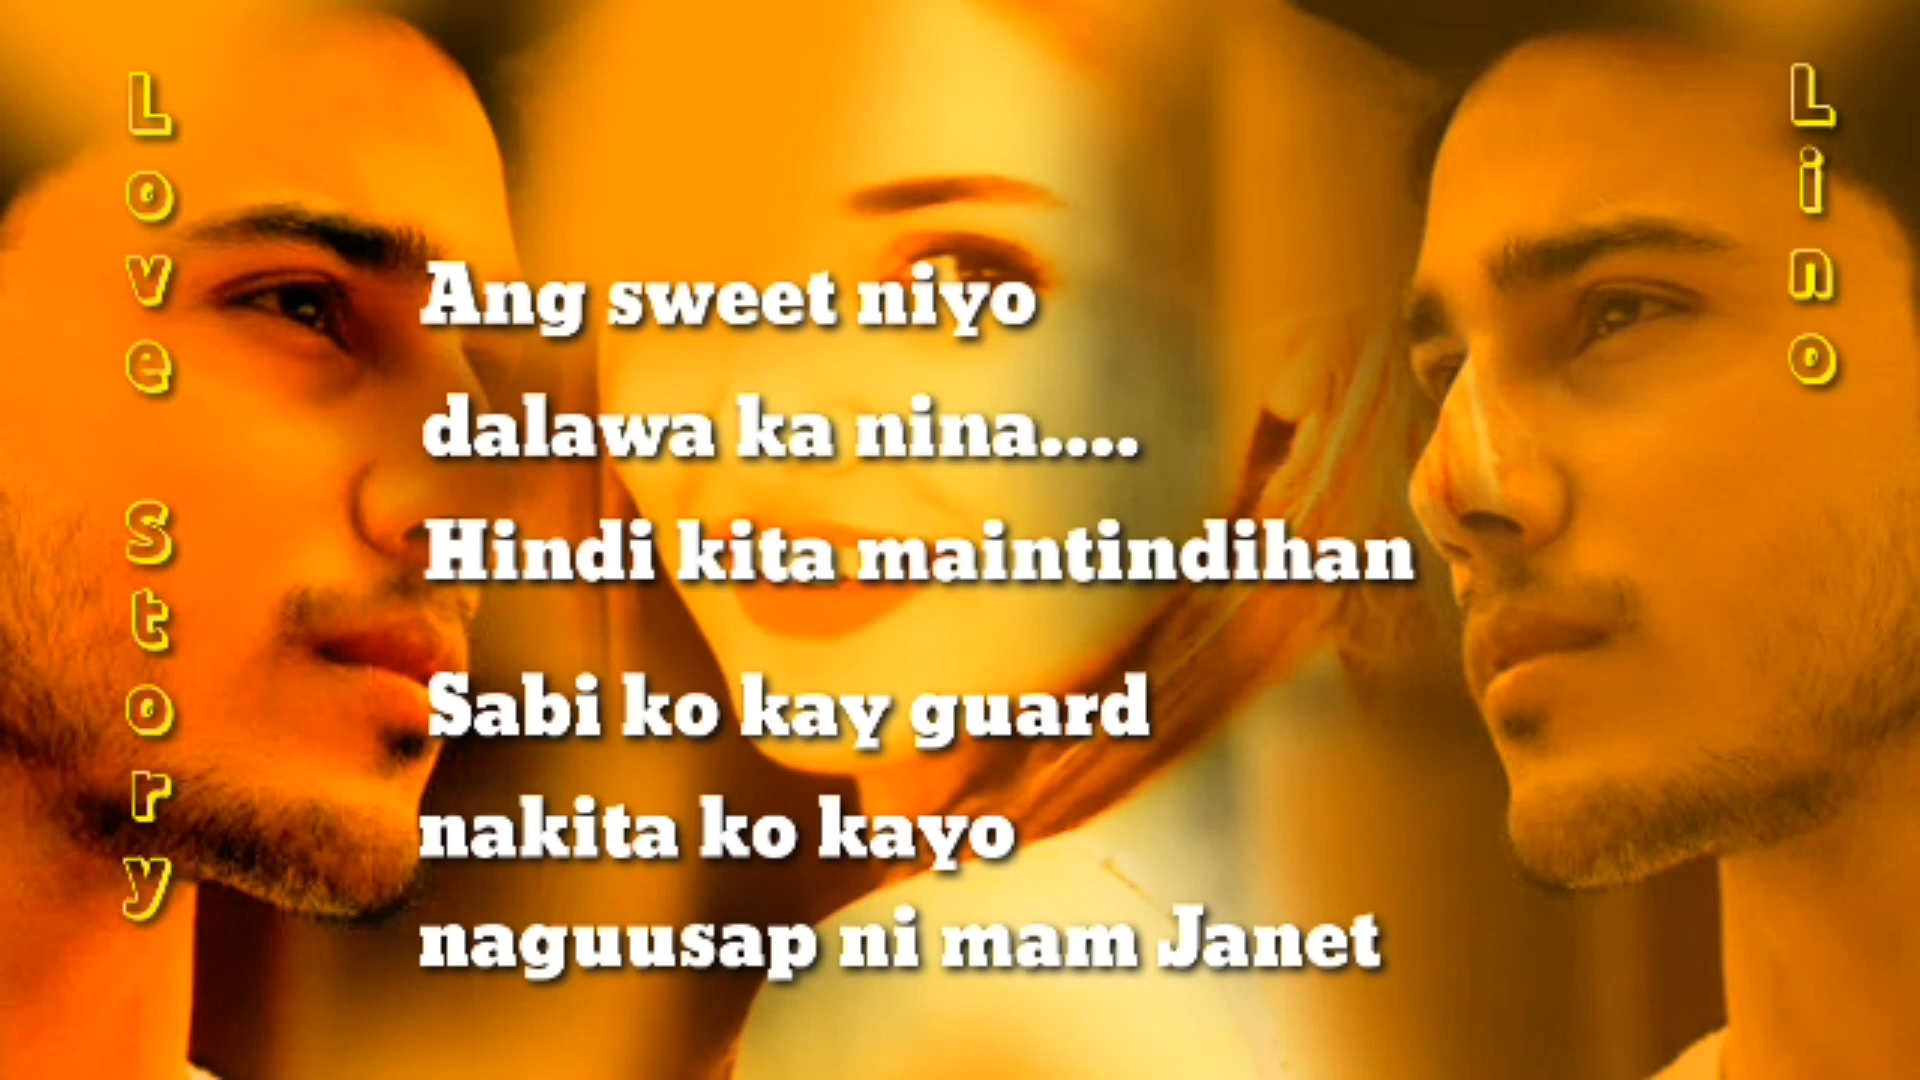 Love Story
Lino
Ang sweet niyo
dalawa ka nina....
Hindi kita maintindihan
Sabi ko kay guard
nakita ko kayo
naguusap ni mam Janet